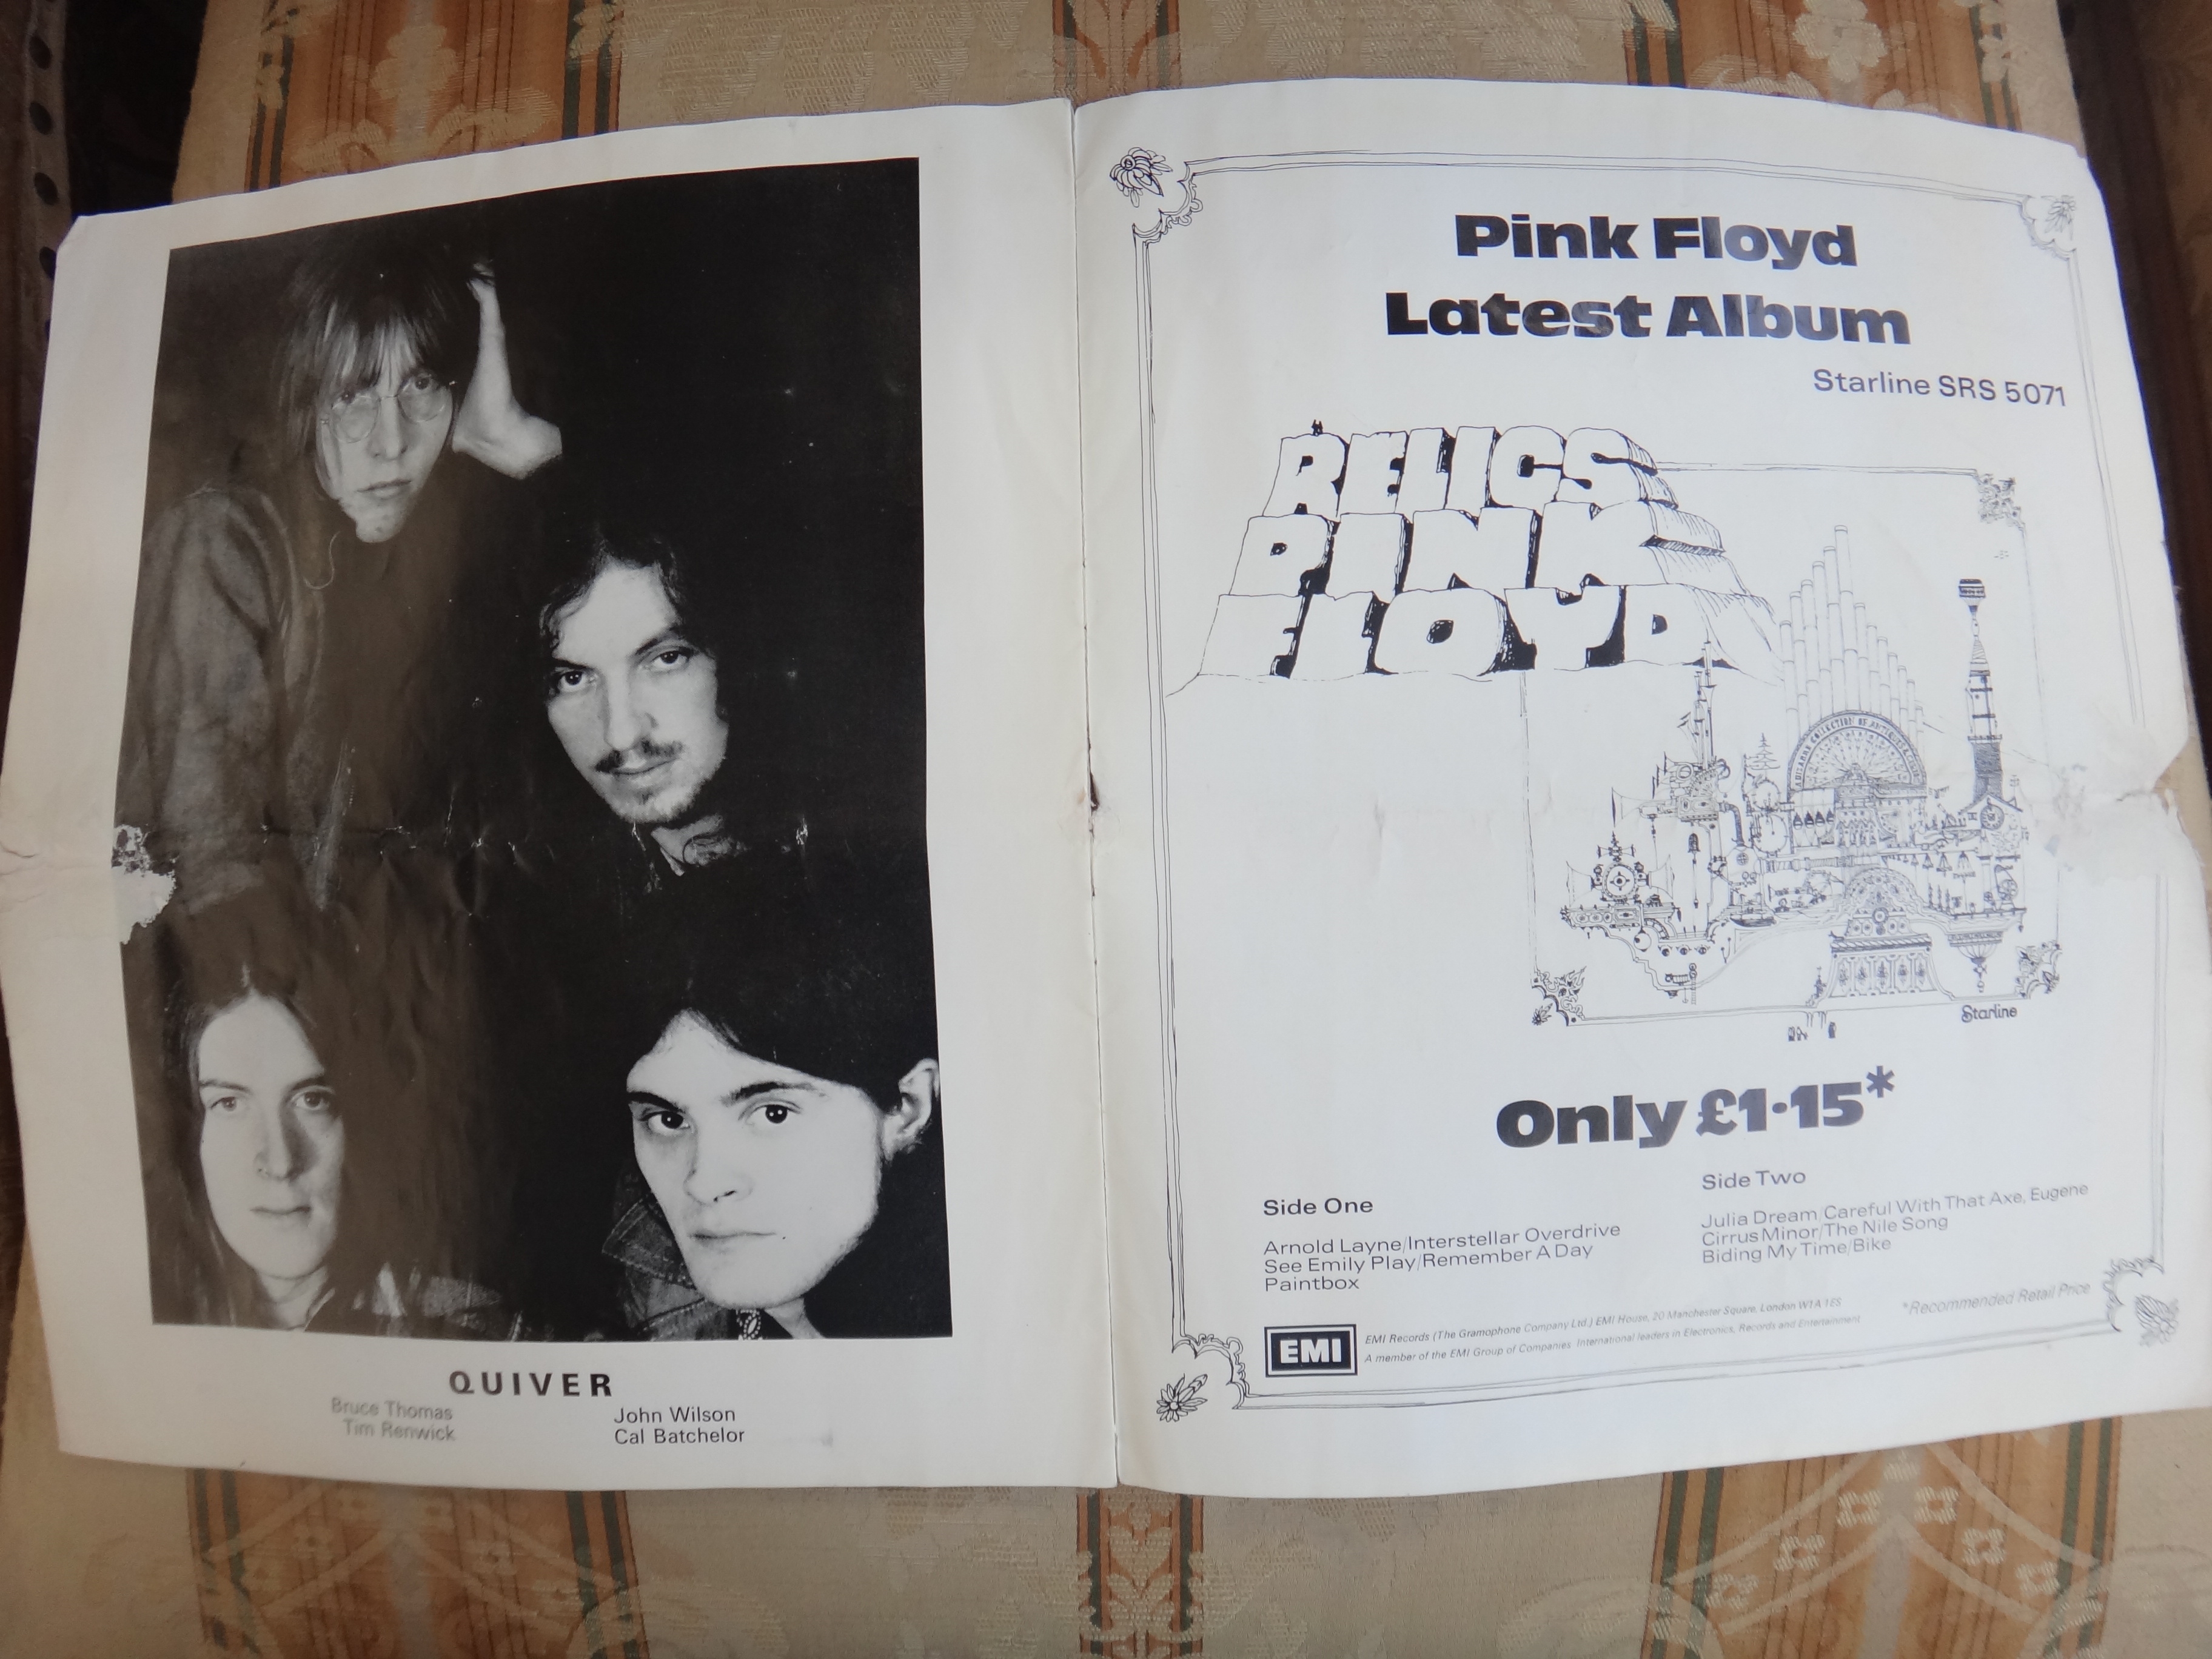 QUIVER
Bruce Thomas
Tim Renwick
John Wilson
Cal Batchelor
Pink Floyd
Latest Album
Starline SRS 5071
RELICS
PINK
FLOYD
Starline
Only £1·15*
Side One
Arnold Layne/Interstellar Overdrive
See Emily Play/Remember A Day
Paintbox
Side Two
Julia Dream/Careful With That Axe, Eugene
Cirrus Minor/The Nile Song
Biding My Time/Bike
*Recommended Retail Price
EMI
EMI Records (The Gramophone Company Ltd.) EMI House, 20 Manchester Square, London W1A 1ES
A member of the EMI Group of Companies. International leaders in Electronics, Records and Entertainment